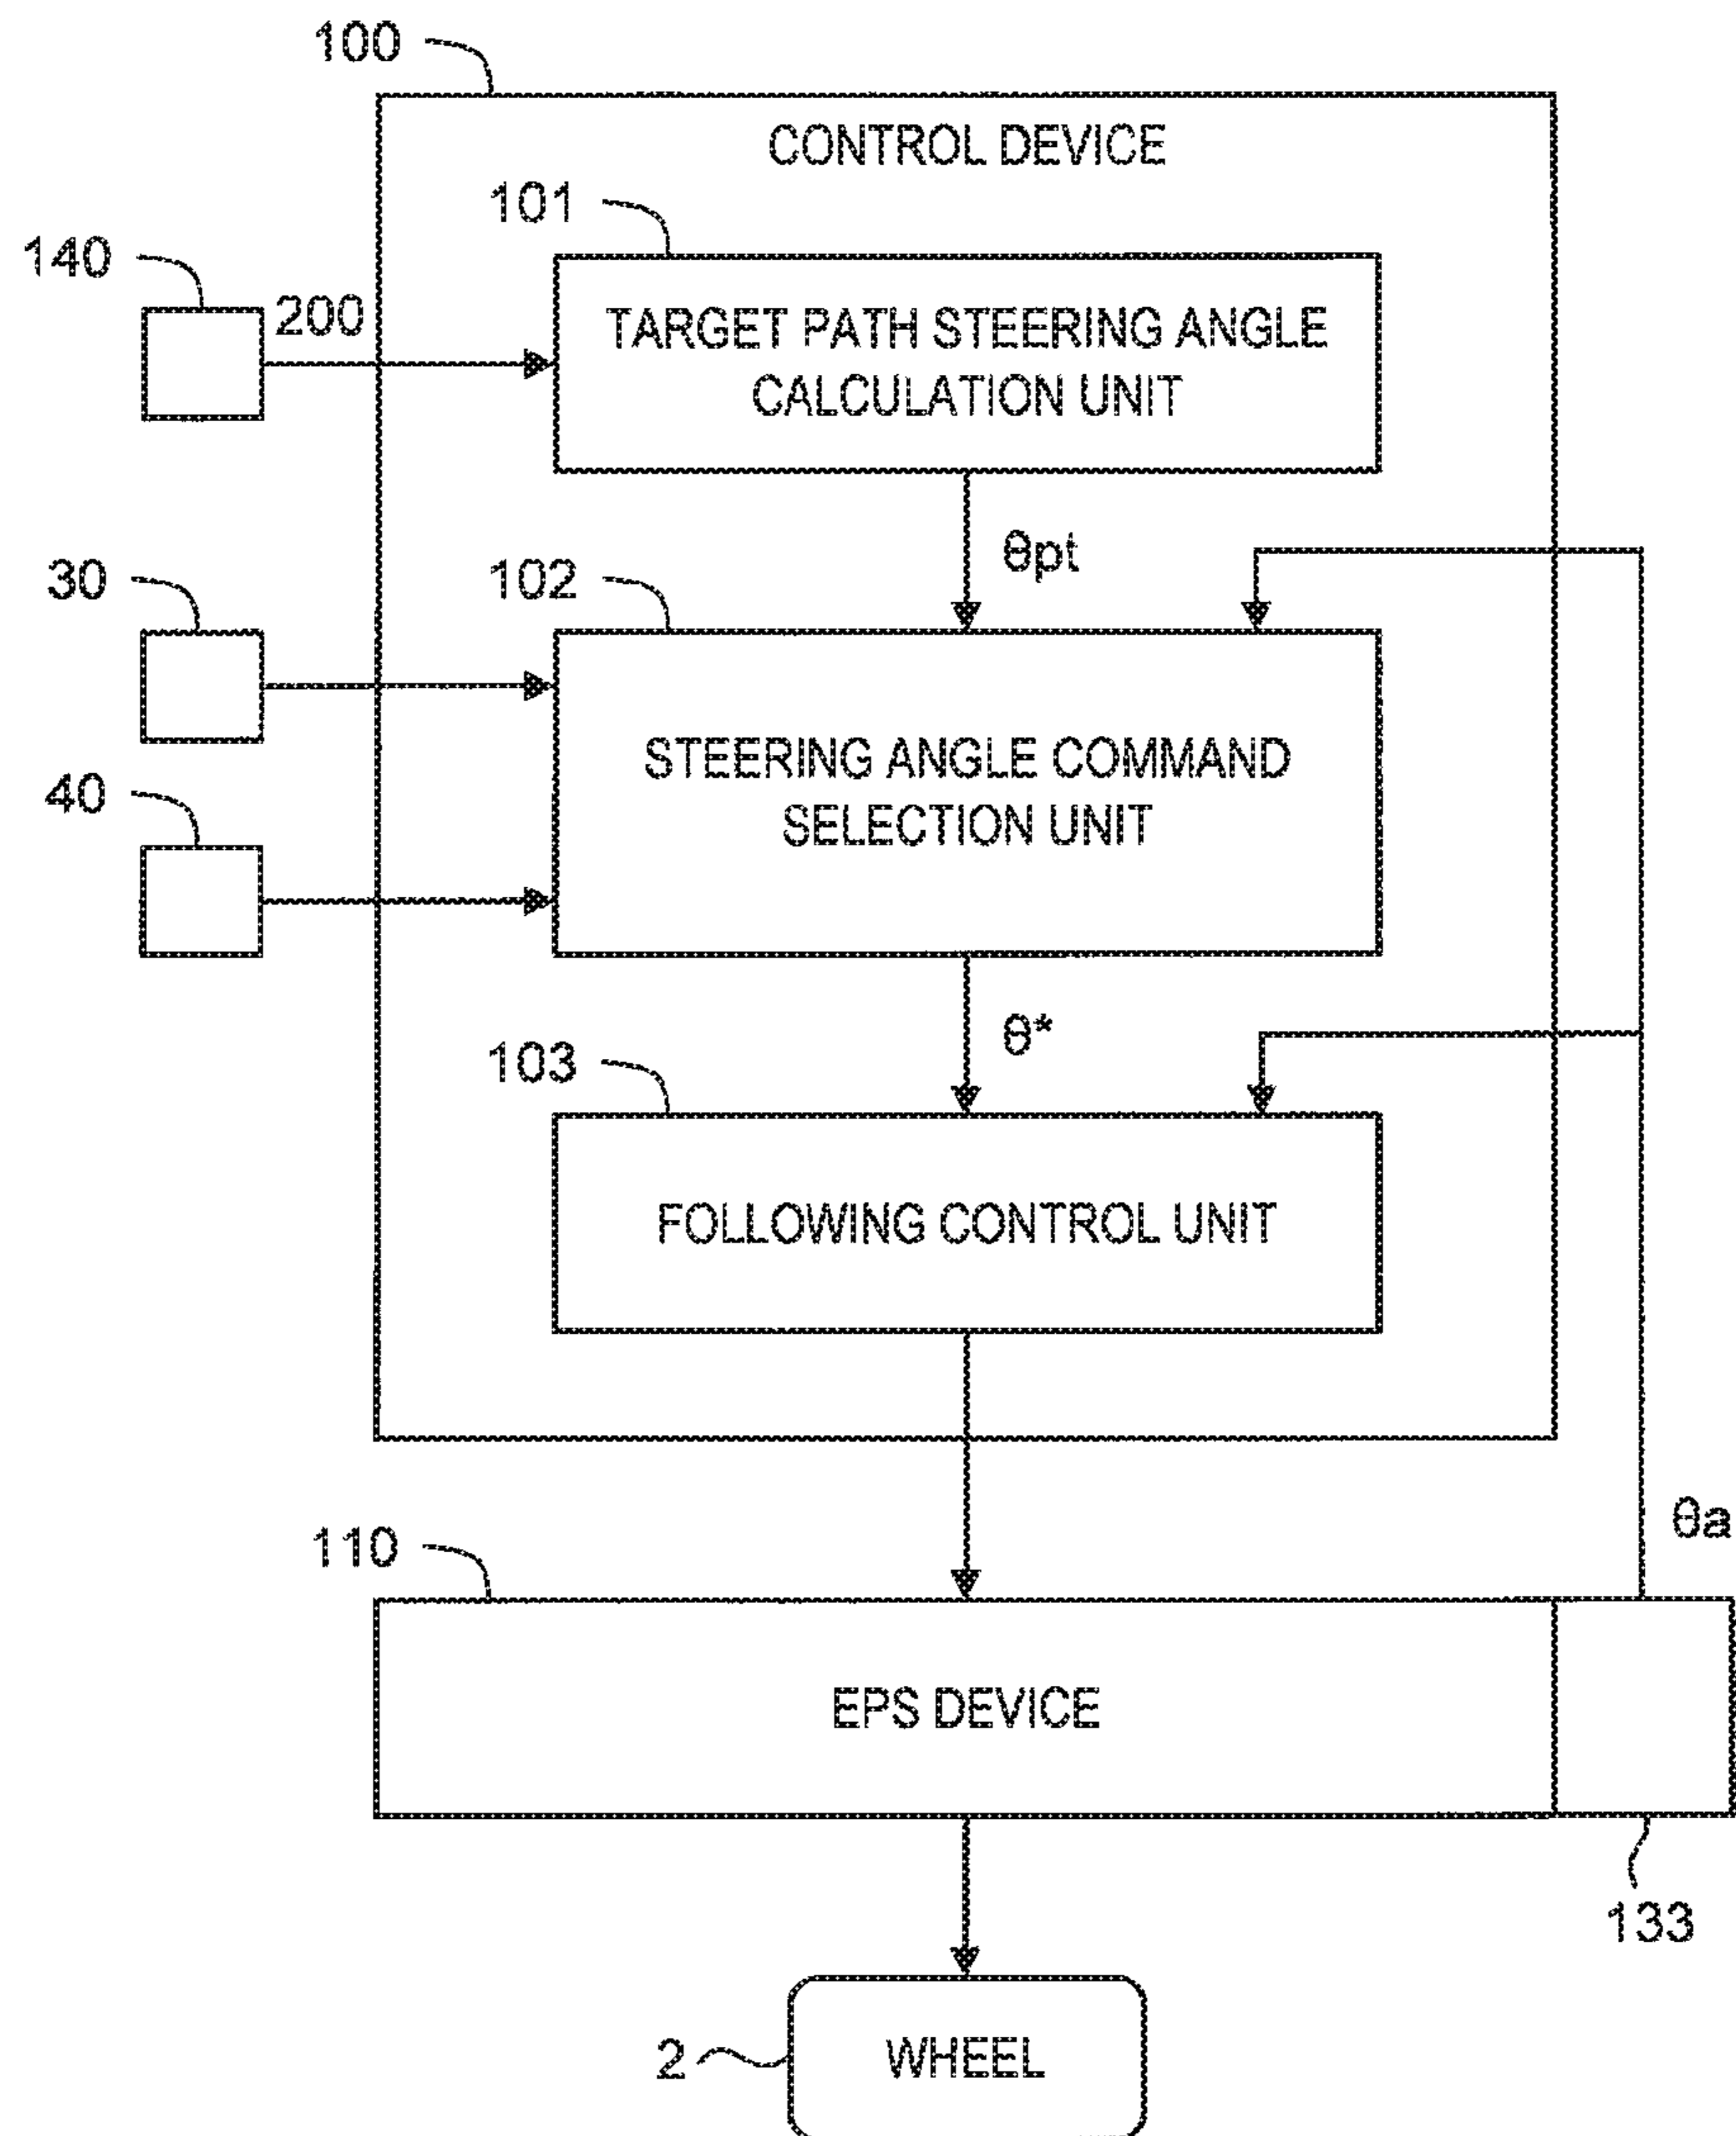 100
CONTROL DEVICE
101
140
200
TARGET PATH STEERING ANGLE
CALCULATION UNIT
θpt
30
102
STEERING ANGLE COMMAND
SELECTION UNIT
40
θ*
103
FOLLOWING CONTROL UNIT
θa
110
EPS DEVICE
133
2
WHEEL